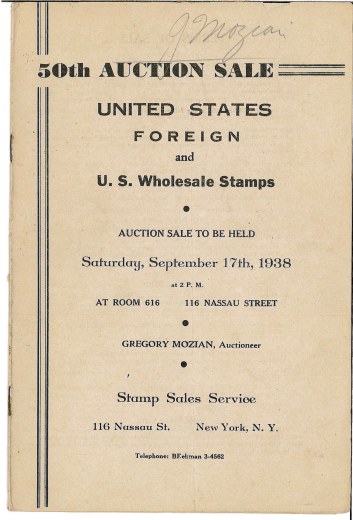 J Mozian
50th AUCTION SALE
UNITED STATES
FOREIGN
and
U. S. Wholesale Stamps
AUCTION SALE TO BE HELD
Saturday, September 17th, 1938
at 2 P. M.
AT ROOM 616 116 NASSAU STREET
GREGORY MOZIAN, Auctioneer
Stamp Sales Service
116 Nassau St. New York, N. Y.
Telephone: BEekman 3-4562